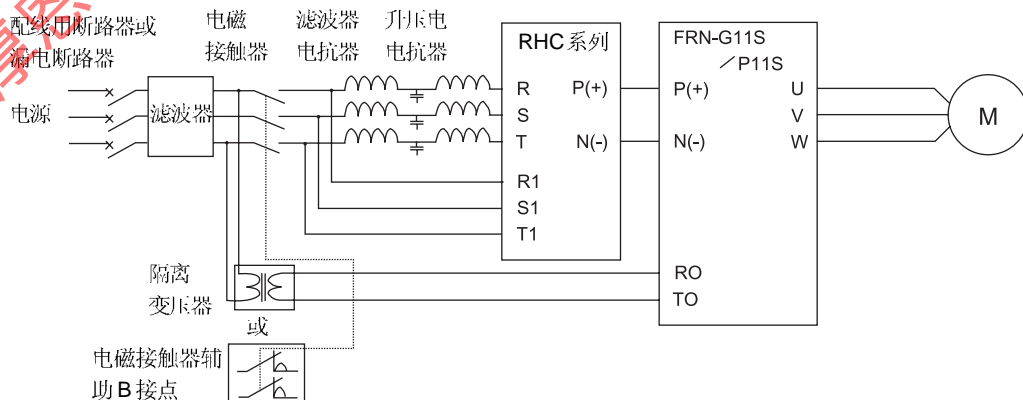 配线用断路器或
漏电断路器
电磁
接触器
滤波器
电抗器
升压电
电抗器
RHC系列
FRN-G11S
/P11S
电源
滤波器
R
S
T
P(+)
N(-)
P(+)
N(-)
U
V
W
M
R1
S1
T1
隔离
变压器
RO
TO
或
电磁接触器辅
助B接点